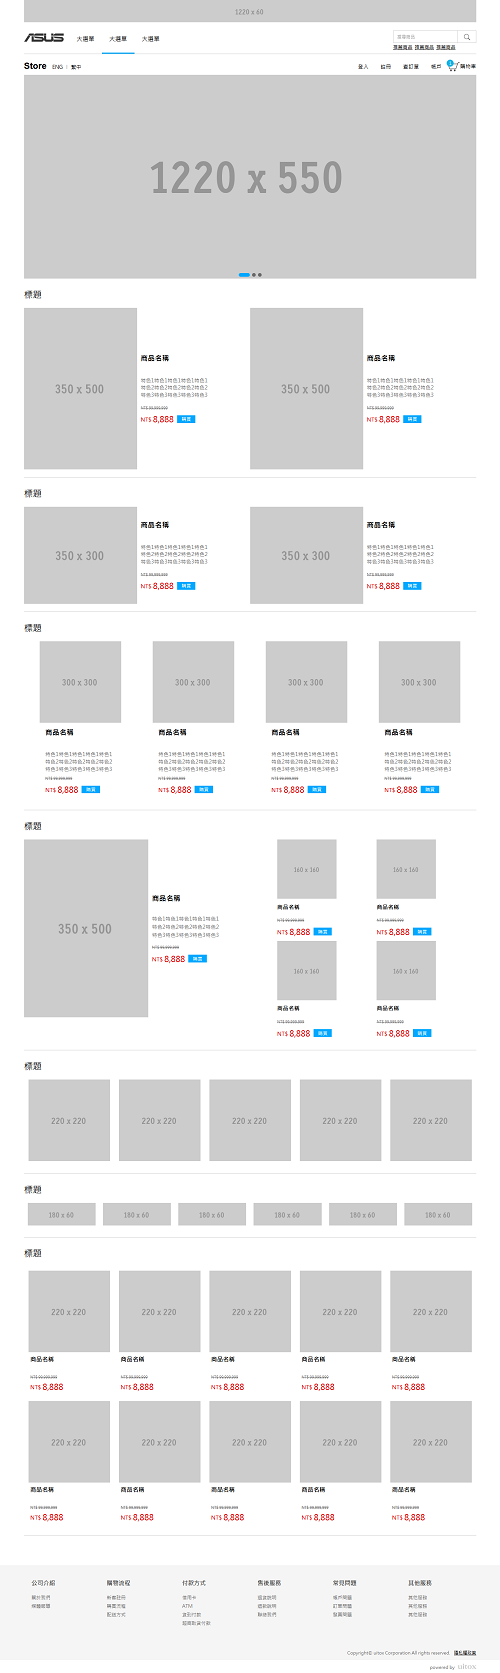 1220 x 60
ASUS 大選單 大選單 大選單
搜尋商品
推薦商品 推薦商品 推薦商品
Store ENG | 繁中 登入 註冊 查訂單 帳戶 1 購物車
1220 x 550
標題
350 x 500
商品名稱
特色1特色1特色1特色1特色1
特色2特色2特色2特色2特色2
特色3特色3特色3特色3特色3
NT$ 99,999,999
NT$ 8,888 購買
350 x 500
商品名稱
特色1特色1特色1特色1特色1
特色2特色2特色2特色2特色2
特色3特色3特色3特色3特色3
NT$ 99,999,999
NT$ 8,888 購買
標題
350 x 300
商品名稱
特色1特色1特色1特色1特色1
特色2特色2特色2特色2特色2
特色3特色3特色3特色3特色3
NT$ 99,999,999
NT$ 8,888 購買
350 x 300
商品名稱
特色1特色1特色1特色1特色1
特色2特色2特色2特色2特色2
特色3特色3特色3特色3特色3
NT$ 99,999,999
NT$ 8,888 購買
標題
300 x 300 300 x 300 300 x 300 300 x 300
商品名稱 商品名稱 商品名稱 商品名稱
特色1特色1特色1特色1特色1 特色1特色1特色1特色1特色1 特色1特色1特色1特色1特色1 特色1特色1特色1特色1特色1
特色2特色2特色2特色2特色2 特色2特色2特色2特色2特色2 特色2特色2特色2特色2特色2 特色2特色2特色2特色2特色2
特色3特色3特色3特色3特色3 特色3特色3特色3特色3特色3 特色3特色3特色3特色3特色3 特色3特色3特色3特色3特色3
NT$ 99,999,999 NT$ 99,999,999 NT$ 99,999,999 NT$ 99,999,999
NT$ 8,888 購買 NT$ 8,888 購買 NT$ 8,888 購買 NT$ 8,888 購買
標題
350 x 500
商品名稱
特色1特色1特色1特色1特色1
特色2特色2特色2特色2特色2
特色3特色3特色3特色3特色3
NT$ 99,999,999
NT$ 8,888 購買
160 x 160 160 x 160
商品名稱 商品名稱
NT$ 99,999,999 NT$ 99,999,999
NT$ 8,888 購買 NT$ 8,888 購買
160 x 160 160 x 160
商品名稱 商品名稱
NT$ 99,999,999 NT$ 99,999,999
NT$ 8,888 購買 NT$ 8,888 購買
標題
220 x 220 220 x 220 220 x 220 220 x 220 220 x 220
標題
180 x 60 180 x 60 180 x 60 180 x 60 180 x 60 180 x 60
標題
220 x 220 220 x 220 220 x 220 220 x 220 220 x 220
商品名稱 商品名稱 商品名稱 商品名稱 商品名稱
NT$ 99,999,999 NT$ 99,999,999 NT$ 99,999,999 NT$ 99,999,999 NT$ 99,999,999
NT$ 8,888 NT$ 8,888 NT$ 8,888 NT$ 8,888 NT$ 8,888
220 x 220 220 x 220 220 x 220 220 x 220 220 x 220
商品名稱 商品名稱 商品名稱 商品名稱 商品名稱
NT$ 99,999,999 NT$ 99,999,999 NT$ 99,999,999 NT$ 99,999,999 NT$ 99,999,999
NT$ 8,888 NT$ 8,888 NT$ 8,888 NT$ 8,888 NT$ 8,888
公司介紹 購物流程 付款方式 售後服務 常見問題 其他服務
關於我們 新會註冊 信用卡 退貨說明 帳戶問題 其他服務
媒體報導 購買流程 ATM 退款說明 訂單問題 其他服務
配送方式 貨到付款 聯絡我們 發票問題 其他服務
超商取貨付款
Copyright© uitox Corporation All rights reserved. 隱私權政策
powered by uitox